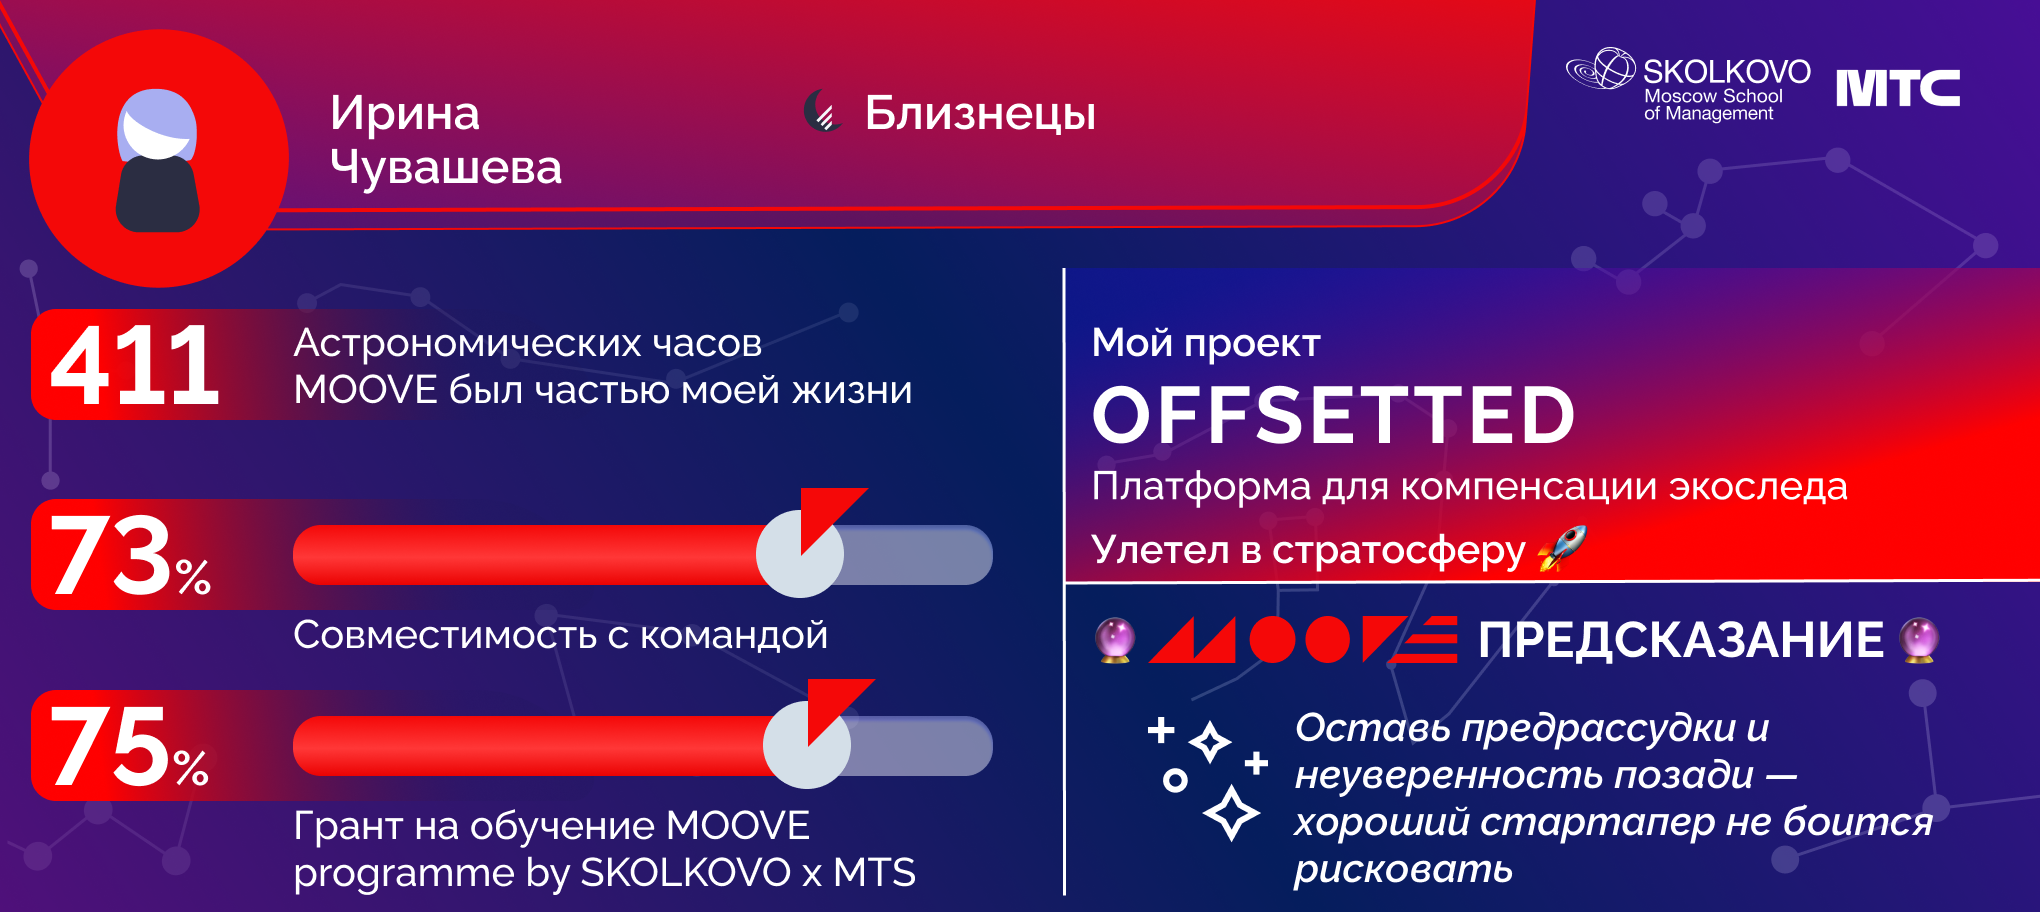 Ирина
Чувашева
Близнецы
SKOLKOVO
Moscow School
of Management
МТС
411
Астрономических часов
MOOVE был частью моей жизни
73%
Совместимость с командой
75%
Грант на обучение MOOVE
programme by SKOLKOVO x MTS
Мой проект
OFFSETTED
Платформа для компенсации экоследа
Улетел в стратосферу
MOOVE ПРЕДСКАЗАНИЕ
Оставь предрассудки и
неуверенность позади —
хороший стартапер не боится
рисковать